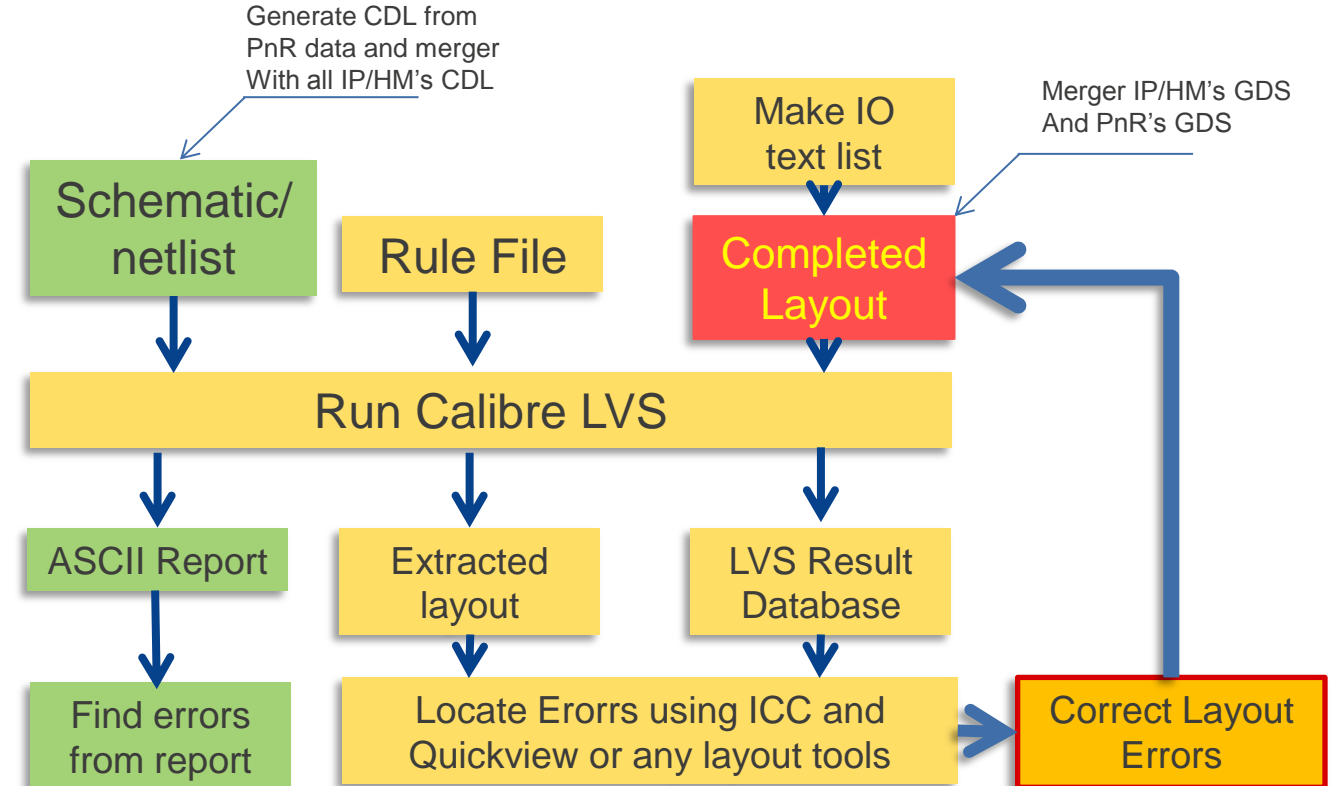 Generate CDL from
PnR data and merger
With all IP/HM's CDL
Make IO
text list
Merger IP/HM's GDS
And PnR's GDS
Schematic/
netlist
Rule File
Completed
Layout
Run Calibre LVS
ASCII Report
Extracted
layout
LVS Result
Database
Find errors
from report
Locate Erorrs using ICC and
Quickview or any layout tools
Correct Layout
Errors